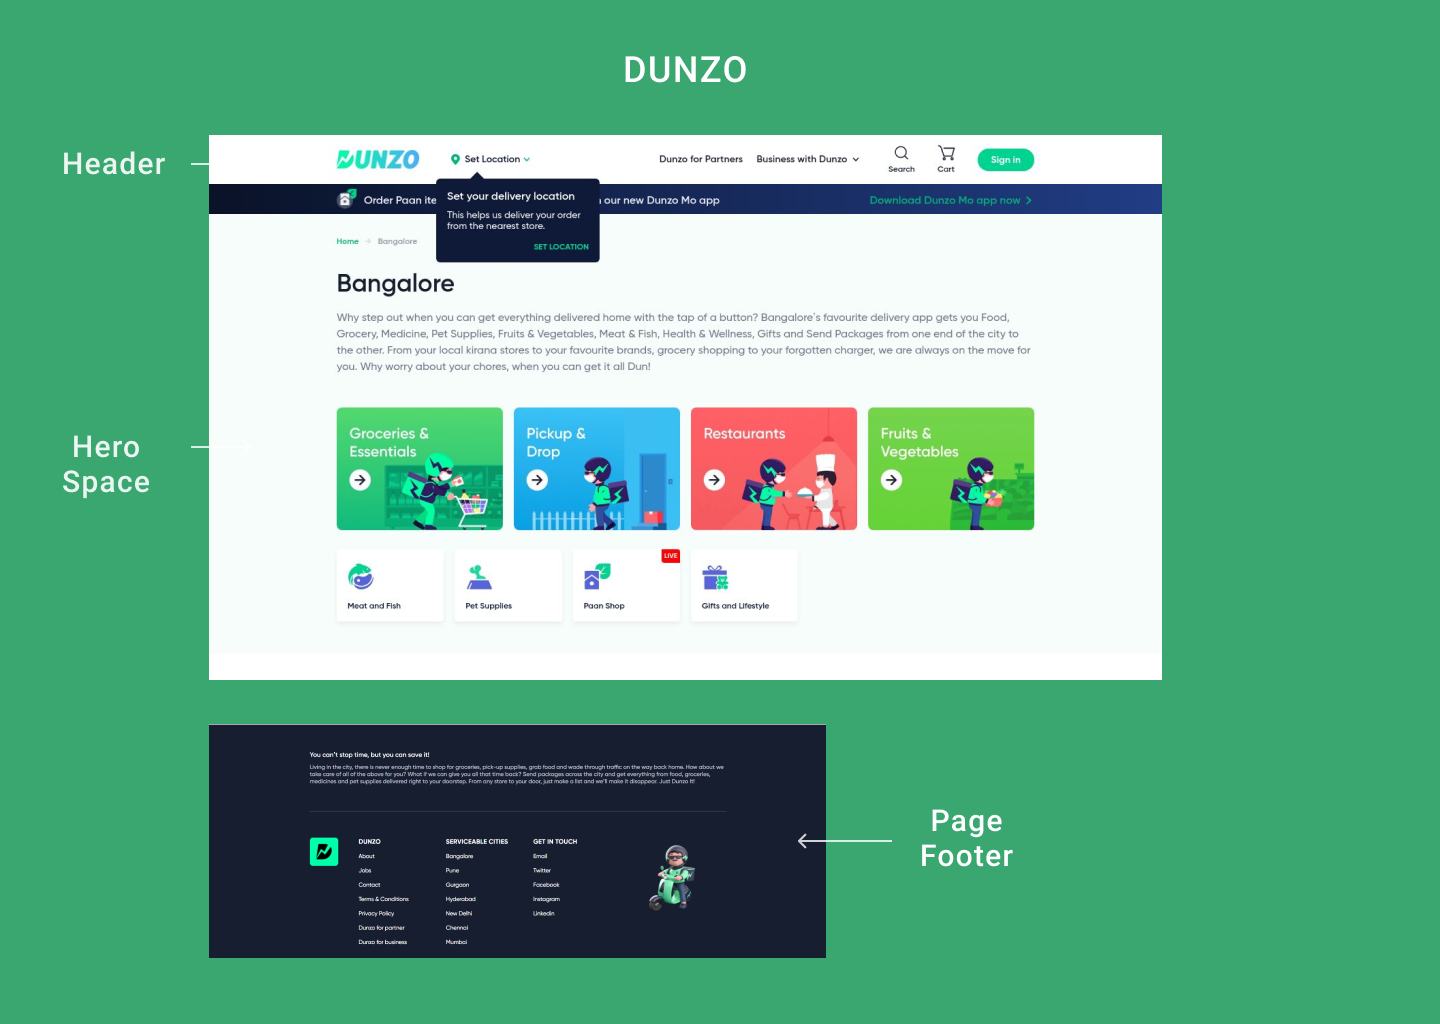 DUNZO
Header
DUNZO
Set Location
Dunzo for Partners
Business with Dunzo
Search
Cart
Sign in
Order Paan ite
our new Dunzo Mo app
Download Dunzo Mo app now
Set your delivery location
This helps us deliver your order
from the nearest store.
SET LOCATION
Home
Bangalore
Bangalore
Why step out when you can get everything delivered home with the tap of a button? Bangalore's favourite delivery app gets you Food,
Grocery, Medicine, Pet Supplies, Fruits & Vegetables, Meat & Fish, Health & Wellness, Gifts and Send Packages from one end of the city to
the other. From your local kirana stores to your favourite brands, grocery shopping to your forgotten charger, we are always on the move for
you. Why worry about your chores, when you can get it all Dun!
Hero
Space
Groceries &
Essentials
Pickup &
Drop
Restaurants
Fruits &
Vegetables
Meat and Fish
Pet Supplies
LIVE
Paan Shop
Gifts and Lifestyle
You can't stop time, but you can save it!
Living in the city, there is never enough time to shop for groceries, pick-up supplies, grab food and wade through traffic on the way back home. How about we
take care of all of the above for you? What if we can give you all that time back? Send packages across the city and get everything from food, groceries,
medicines and pet supplies delivered right to your doorstep. From any store to your door, just make a list and we'll make it disappear. Just Dunzo It!
DUNZO
About
Jobs
Contact
Terms & Conditions
Privacy Policy
Dunzo for partner
Dunzo for business
SERVICEABLE CITIES
Bangalore
Pune
Gurgaon
Hyderabad
New Delhi
Chennai
Mumbai
GET IN TOUCH
Email
Twitter
Facebook
Instagram
Linkedin
Page
Footer